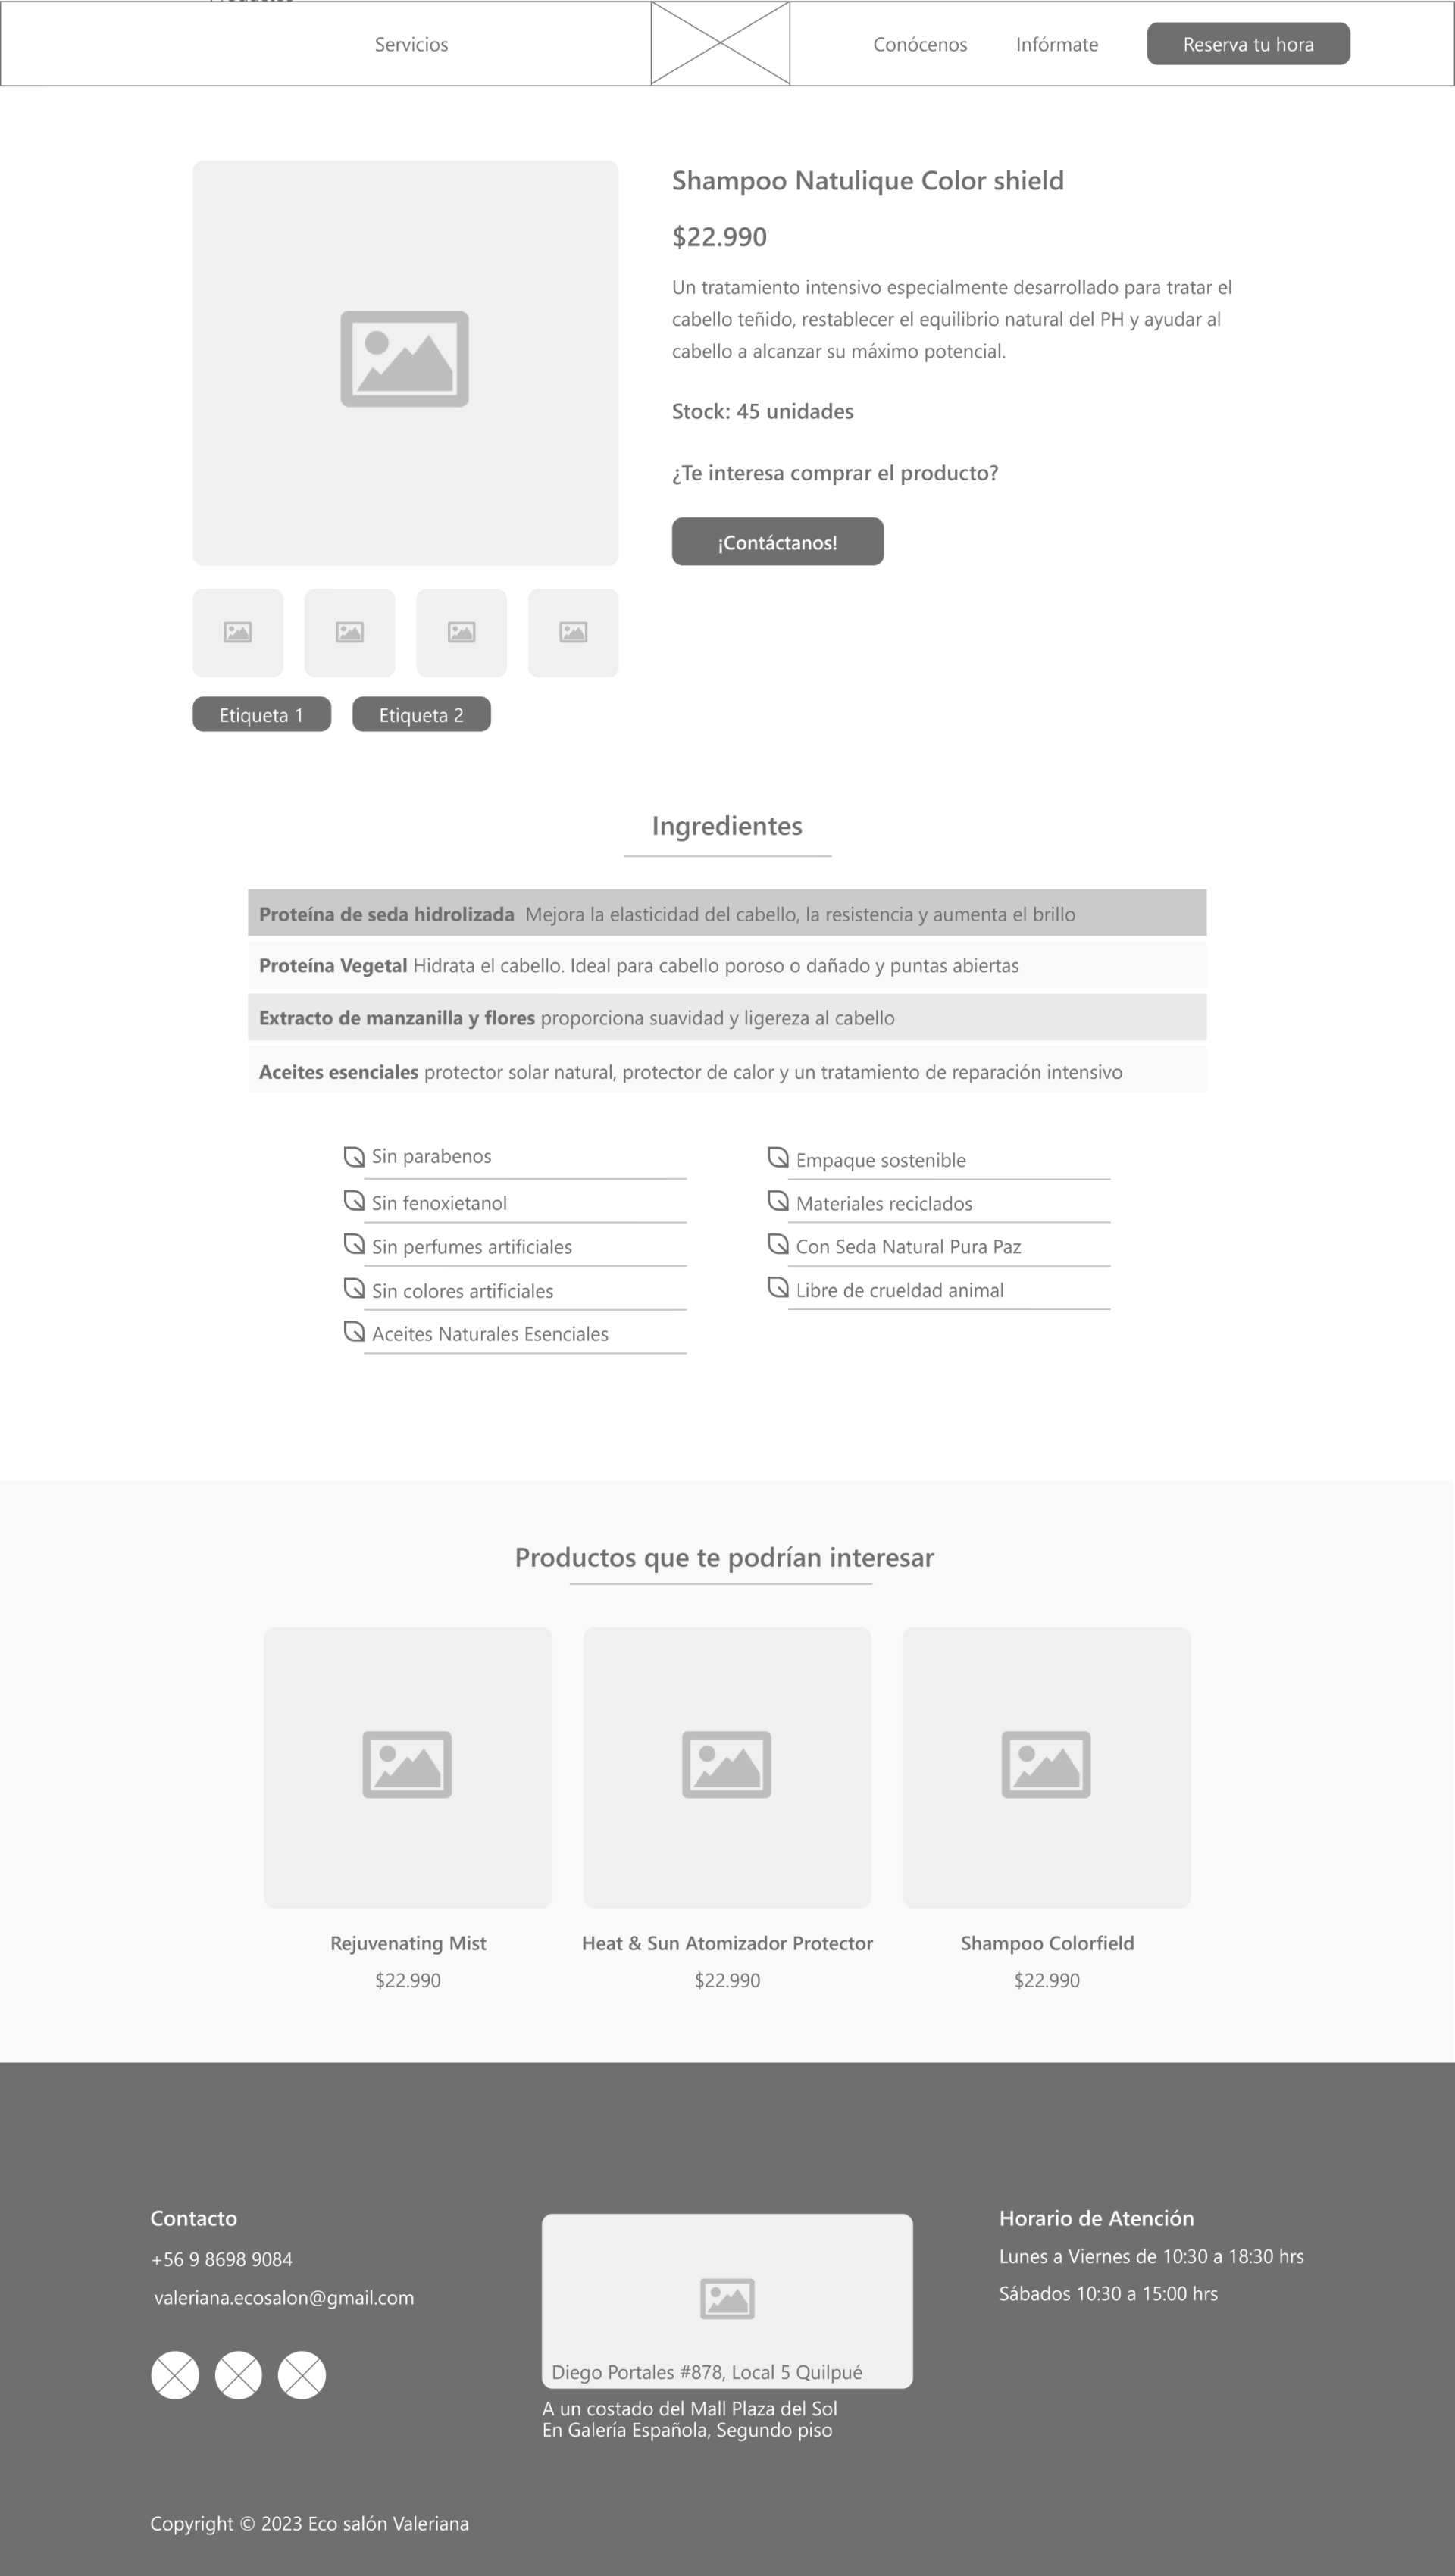 Servicios
Conócenos
Infórmate
Reserva tu hora
Shampoo Natulique Color shield
$22.990
Un tratamiento intensivo especialmente desarrollado para tratar el
cabello teñido, restablecer el equilibrio natural del PH y ayudar al
cabello a alcanzar su máximo potencial.
Stock: 45 unidades
¿Te interesa comprar el producto?
¡Contáctanos!
Etiqueta 1
Etiqueta 2
Ingredientes
Proteína de seda hidrolizada Mejora la elasticidad del cabello, la resistencia y aumenta el brillo
Proteína Vegetal Hidrata el cabello. Ideal para cabello poroso o dañado y puntas abiertas
Extracto de manzanilla y flores proporciona suavidad y ligereza al cabello
Aceites esenciales protector solar natural, protector de calor y un tratamiento de reparación intensivo
Sin parabenos
Sin fenoxietanol
Sin perfumes artificiales
Sin colores artificiales
Aceites Naturales Esenciales
Empaque sostenible
Materiales reciclados
Con Seda Natural Pura Paz
Libre de crueldad animal
Productos que te podrían interesar
Rejuvenating Mist
$22.990
Heat & Sun Atomizador Protector
$22.990
Shampoo Colorfield
$22.990
Contacto
+56 9 8698 9084
valeriana.ecosalon@gmail.com
Diego Portales #878, Local 5 Quilpué
A un costado del Mall Plaza del Sol
En Galería Española, Segundo piso
Horario de Atención
Lunes a Viernes de 10:30 a 18:30 hrs
Sábados 10:30 a 15:00 hrs
Copyright © 2023 Eco salón Valeriana